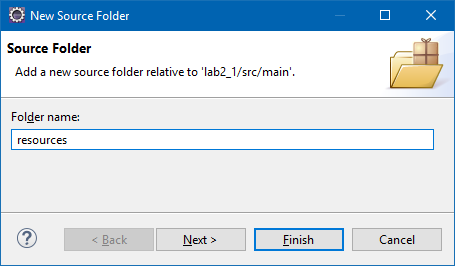 New Source Folder
Source Folder
Add a new source folder relative to 'lab2_1/src/main'.
Folder name:
resources
? < Back Next > Finish Cancel